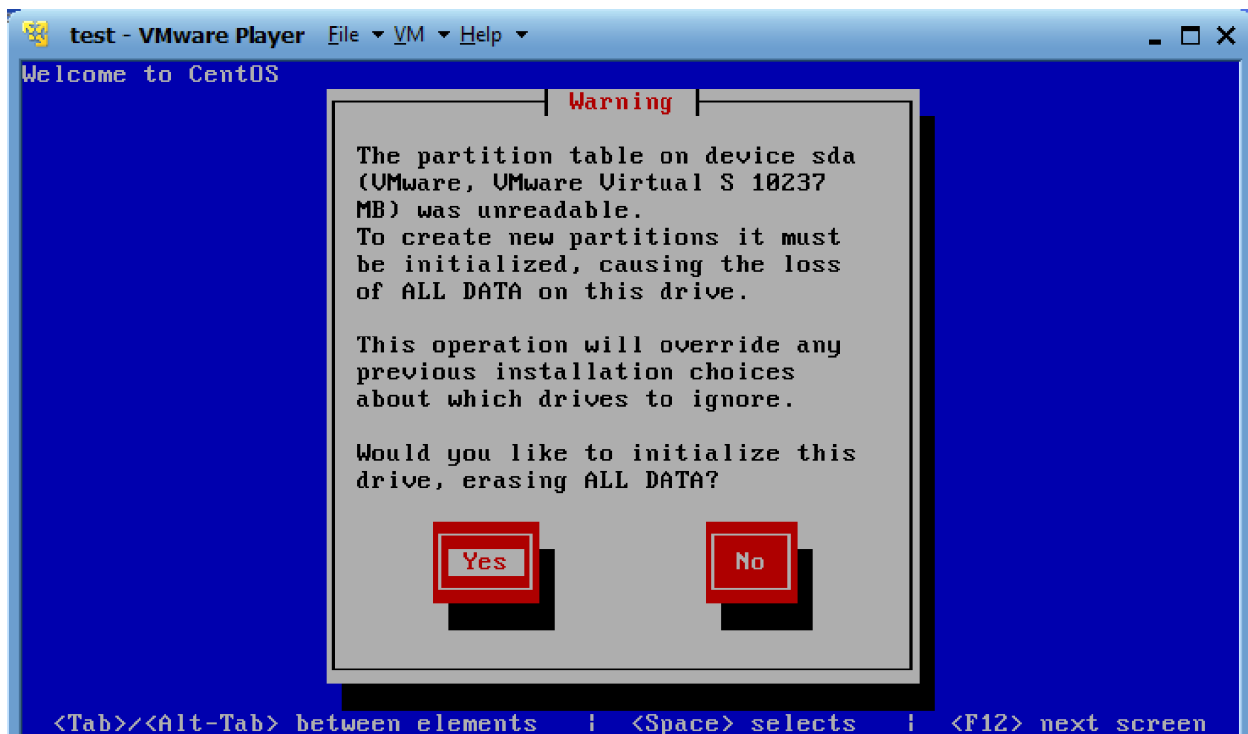 test - VMware Player File VM Help
Welcome to CentOS
Warning
The partition table on device sda
(VMware, VMware Virtual S 10237
MB) was unreadable.
To create new partitions it must
be initialized, causing the loss
of ALL DATA on this drive.
This operation will override any
previous installation choices
about which drives to ignore.
Would you like to initialize this
drive, erasing ALL DATA?
Yes No
<Tab>/<Alt-Tab> between elements | <Space> selects | <F12> next screen